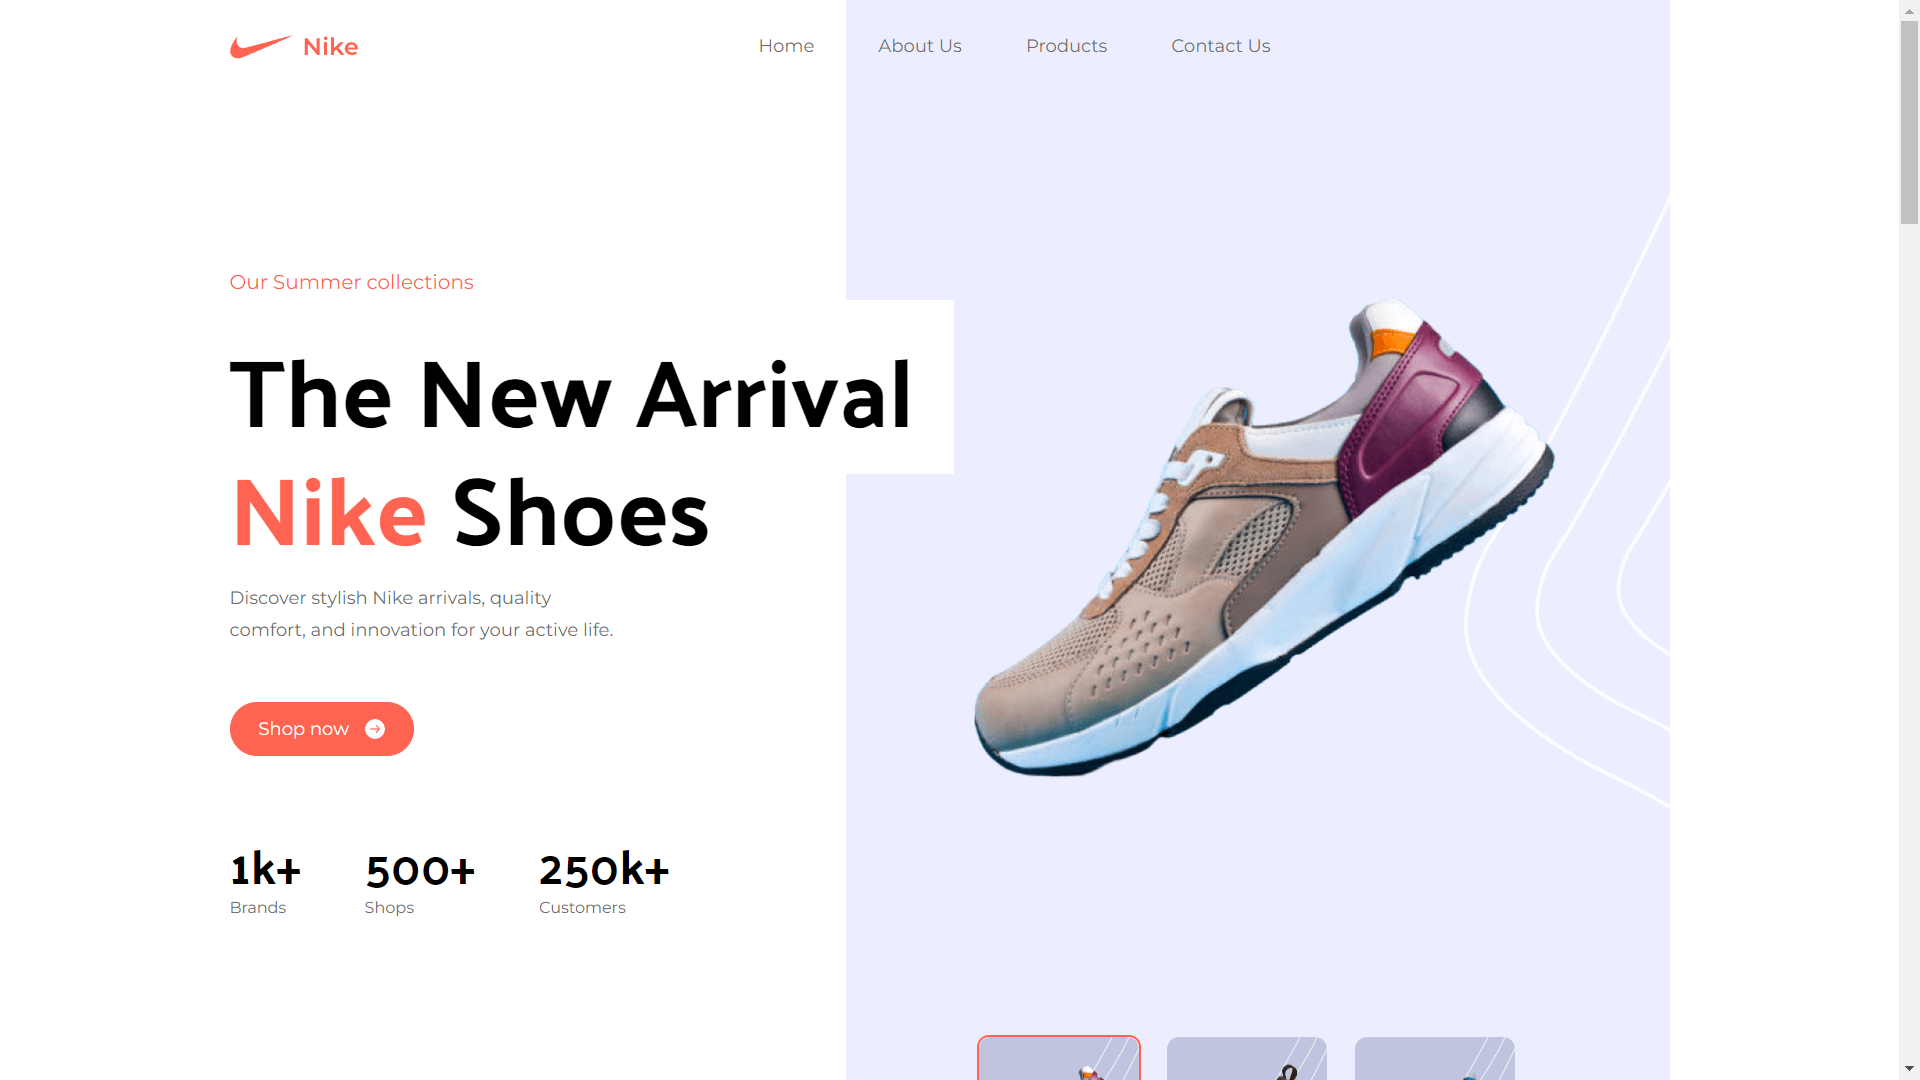 Nike
Home
About Us
Products
Contact Us
Our Summer collections
The New Arrival
Nike Shoes
Discover stylish Nike arrivals, quality
comfort, and innovation for your active life.
Shop now
1k+
Brands
500+
Shops
250k+
Customers